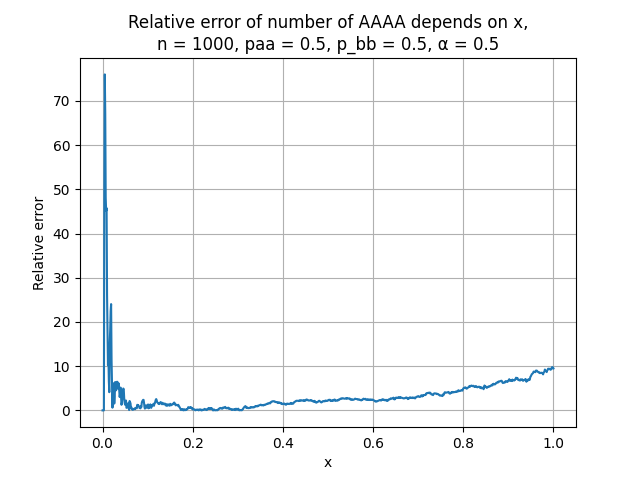 Relative error of number of AAAA depends on x,
n = 1000, paa = 0.5, p_bb = 0.5, α = 0.5
70
60
50
40
30
20
10
0
Relative error
0.0 0.2 0.4 0.6 0.8 1.0
x